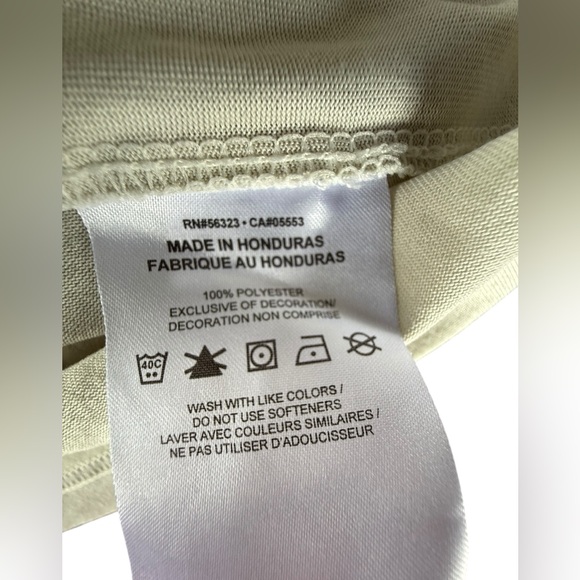 RN#56323 • CA#05553
MADE IN HONDURAS
FABRIQUE AU HONDURAS
100% POLYESTER
EXCLUSIVE OF DECORATION/
DECORATION NON COMPRISE
40C
WASH WITH LIKE COLORS /
DO NOT USE SOFTENERS
LAVER AVEC COULEURS SIMILAIRES /
NE PAS UTILISER D'ADOUCISSEUR